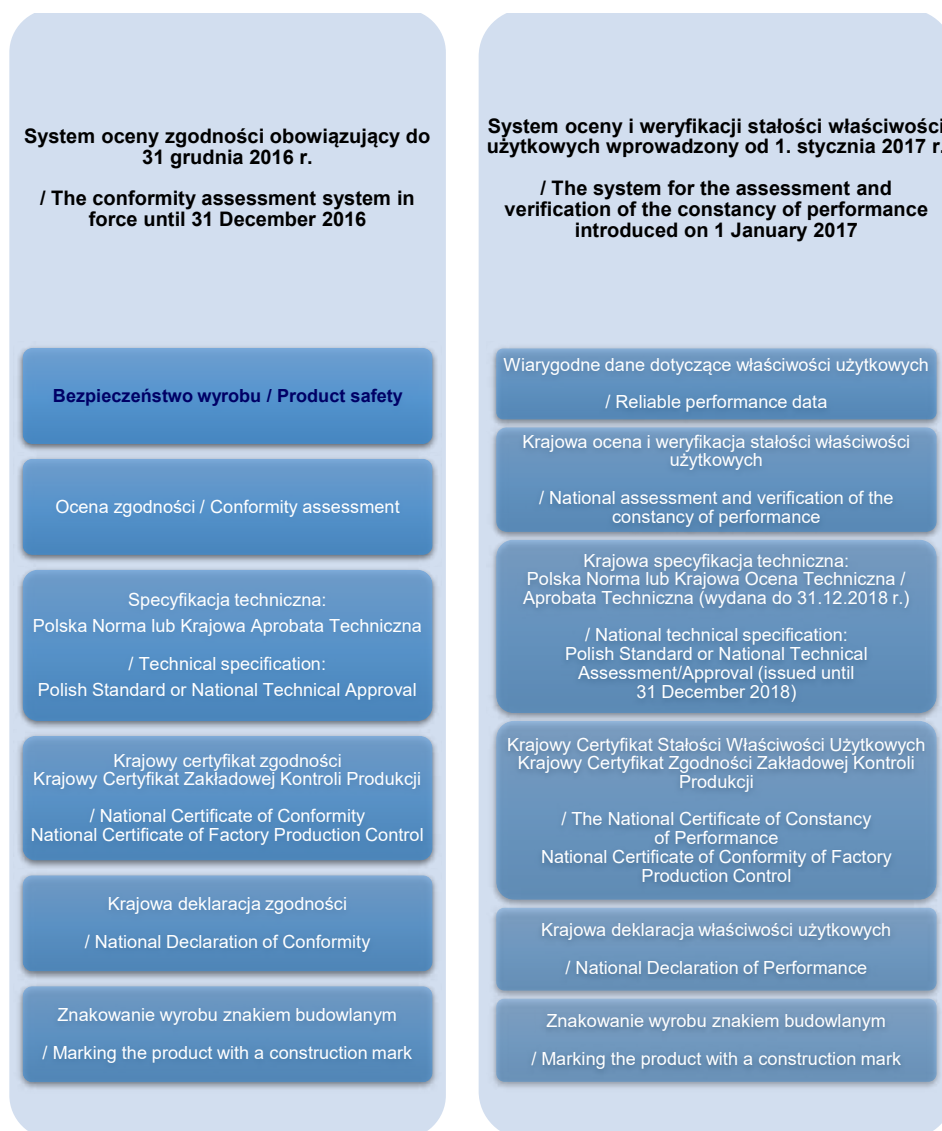 System oceny zgodności obowiązujący do
31 grudnia 2016 r.
/ The conformity assessment system in
force until 31 December 2016
Bezpieczeństwo wyrobu / Product safety
Ocena zgodności / Conformity assessment
Specyfikacja techniczna:
Polska Norma lub Krajowa Aprobata Techniczna
/ Technical specification:
Polish Standard or National Technical Approval
Krajowy certyfikat zgodności
Krajowy Certyfikat Zakładowej Kontroli Produkcji
/ National Certificate of Conformity
National Certificate of Factory Production Control
Krajowa deklaracja zgodności
/ National Declaration of Conformity
Znakowanie wyrobu znakiem budowlanym
/ Marking the product with a construction mark
System oceny i weryfikacji stałości właściwości
użytkowych wprowadzony od 1. stycznia 2017 r.
/ The system for the assessment and
verification of the constancy of performance
introduced on 1 January 2017
Wiarygodne dane dotyczące właściwości użytkowych
/ Reliable performance data
Krajowa ocena i weryfikacja stałości właściwości
użytkowych
/ National assessment and verification of the
constancy of performance
Krajowa specyfikacja techniczna:
Polska Norma lub Krajowa Ocena Techniczna /
Aprobata Techniczna (wydana do 31.12.2018 r.)
/ National technical specification:
Polish Standard or National Technical
Assessment/Approval (issued until
31 December 2018)
Krajowy Certyfikat Stałości Właściwości Użytkowych
Krajowy Certyfikat Zgodności Zakładowej Kontroli
Produkcji
/ The National Certificate of Constancy
of Performance
National Certificate of Conformity of Factory
Production Control
Krajowa deklaracja właściwości użytkowych
/ National Declaration of Performance
Znakowanie wyrobu znakiem budowlanym
/ Marking the product with a construction mark